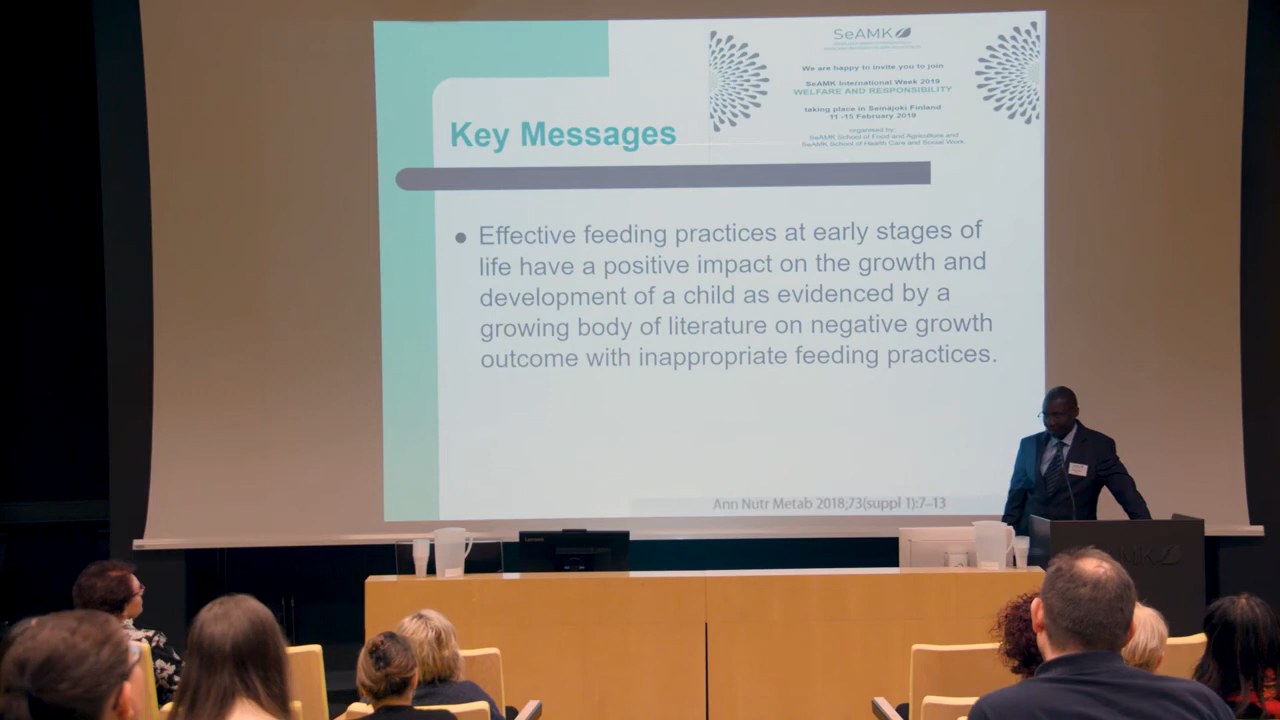 SeAMK
We are happy to invite you to join
SeAMK International Week 2019
WELFARE AND RESPONSIBILITY
taking place in Seinäjoki Finland
11 -15 February 2019
organised by:
SeAMK School of Food and Agriculture and
SeAMK School of Health Care and Social Work
Key Messages
● Effective feeding practices at early stages of
life have a positive impact on the growth and
development of a child as evidenced by a
growing body of literature on negative growth
outcome with inappropriate feeding practices.
Ann Nutr Metab 2018;73(suppl 1):7–13
Lenovo
SeAMK